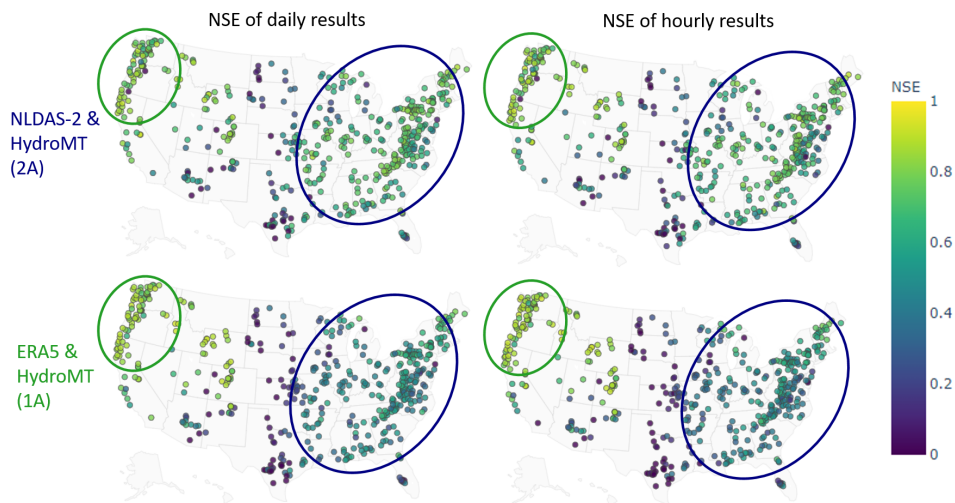 NSE of daily results
NSE of hourly results
NLDAS-2 &
HydroMT
(2A)
ERA5 &
HydroMT
(1A)
NSE
1
0.8
0.6
0.4
0.2
0